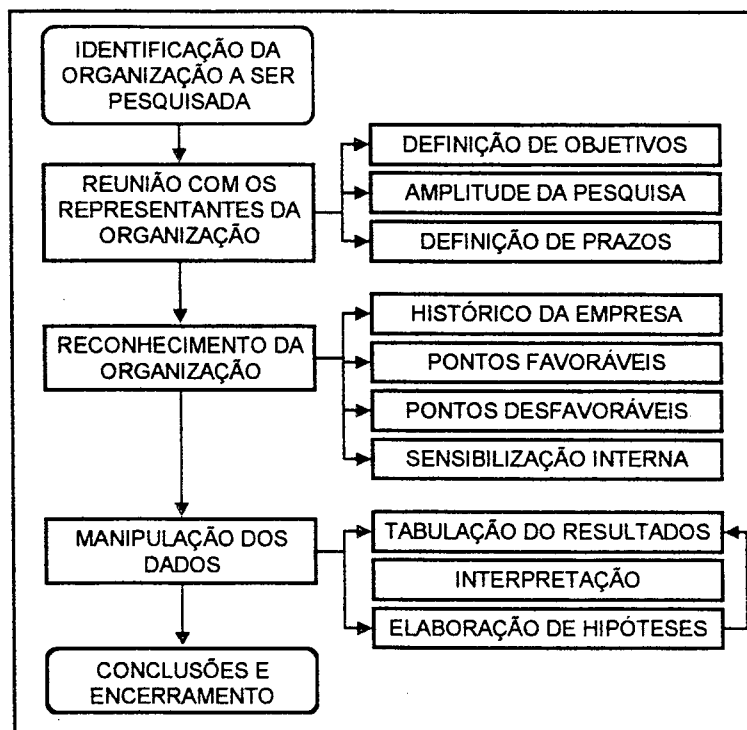 IDENTIFICAÇÃO DA
ORGANIZAÇÃO A SER
PESQUISADA
REUNIÃO COM OS
REPRESENTANTES DA
ORGANIZAÇÃO
DEFINIÇÃO DE OBJETIVOS
AMPLITUDE DA PESQUISA
DEFINIÇÃO DE PRAZOS
RECONHECIMENTO DA
ORGANIZAÇÃO
HISTÓRICO DA EMPRESA
PONTOS FAVORÁVEIS
PONTOS DESFAVORÁVEIS
SENSIBILIZAÇÃO INTERNA
MANIPULAÇÃO DOS
DADOS
TABULAÇÃO DO RESULTADOS
INTERPRETAÇÃO
ELABORAÇÃO DE HIPÓTESES
CONCLUSÕES E
ENCERRAMENTO